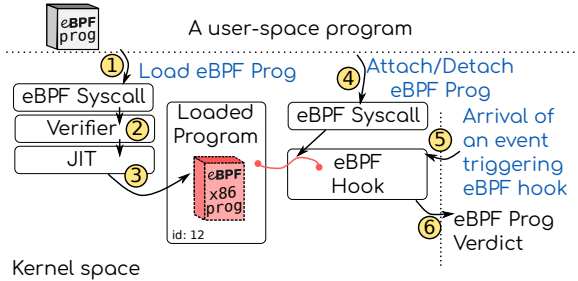 eBPF
prog
A user-space program
1
Load eBPF Prog
4
Attach/Detach
eBPF Prog
eBPF Syscall
Verifier
2
JIT
3
Loaded
Program
eBPF
x86
prog
id: 12
eBPF Syscall
eBPF
Hook
5
Arrival of
an event
triggering
eBPF hook
6
eBPF Prog
Verdict
Kernel space